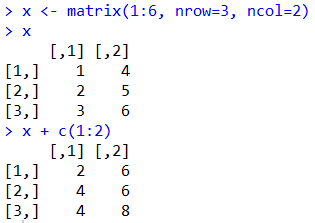 > x <- matrix(1:6, nrow=3, ncol=2)
> x
     [,1] [,2]
[1,]    1    4
[2,]    2    5
[3,]    3    6
> x + c(1:2)
     [,1] [,2]
[1,]    2    6
[2,]    4    6
[3,]    4    8